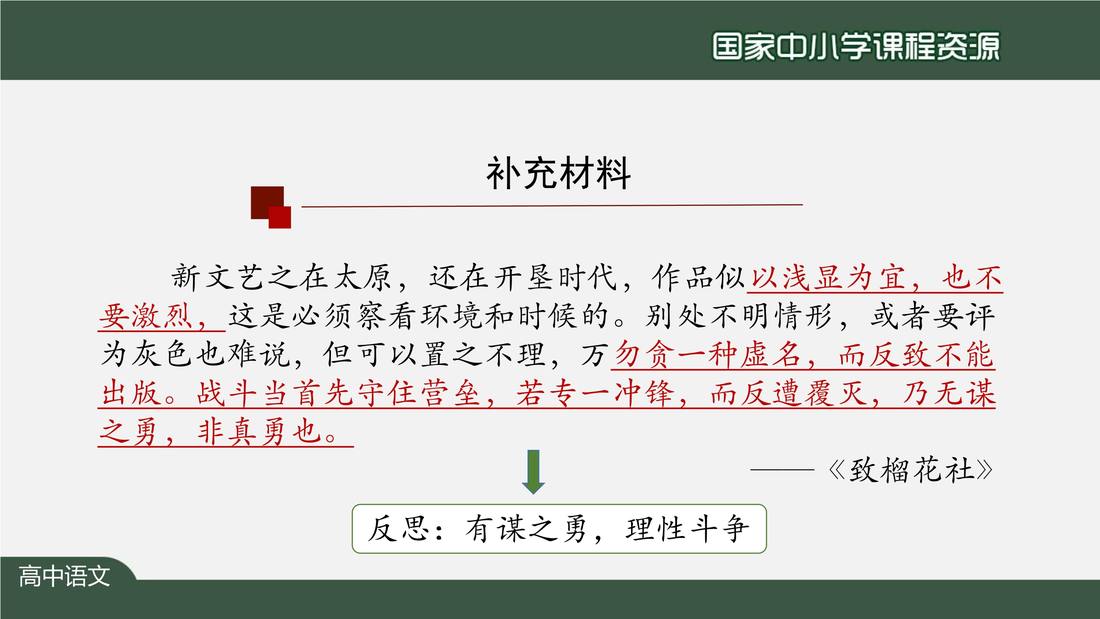 国家中小学课程资源
补充材料
新文艺之在太原，还在开垦时代，作品似以浅显为宜，也不
要激烈，这是必须察看环境和时候的。别处不明情形，或者要评
为灰色也难说，但可以置之不理，万勿贪一种虚名，而反致不能
出版。战斗当首先守住营垒，若专一冲锋，而反遭覆灭，乃无谋
之勇，非真勇也。
——《致榴花社》
反思：有谋之勇，理性斗争
高中语文